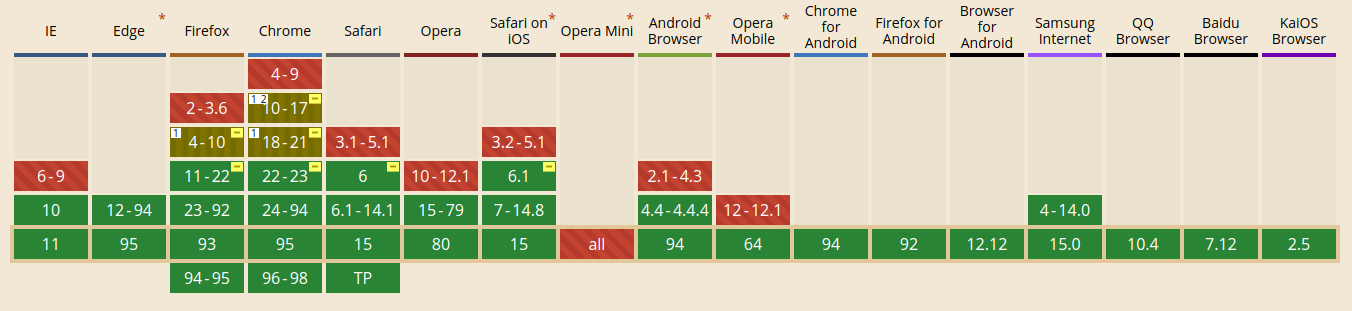 IE Edge * Firefox Chrome Safari Opera Safari on * iOS Opera Mini * Android * Browser Opera * Mobile Chrome for Android Firefox for Android Browser for Android Samsung Internet QQ Browser Baidu Browser KaiOS Browser
4-9
2-3.6 1 2 10-17
1 4-10 1 18-21 3.1-5.1 3.2-5.1
6-9 11-22 22-23 6 10-12.1 6.1 2.1-4.3
10 12-94 23-92 24-94 6.1-14.1 15-79 7-14.8 4.4-4.4.4 12-12.1 4-14.0
11 95 93 95 15 80 15 all 94 64 94 92 12.12 15.0 10.4 7.12 2.5
94-95 96-98 TP